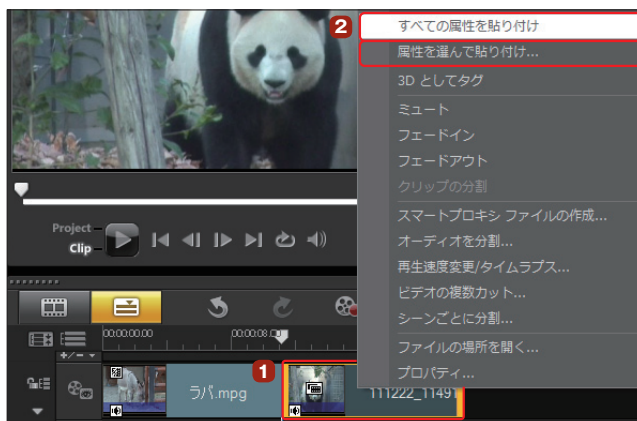 2
すべての属性を貼り付け
属性を選んで貼り付け...
3D としてタグ
ミュート
フェードイン
フェードアウト
クリップの分割
スマートプロキシ ファイルの作成...
オーディオを分割...
再生速度変更/タイムラプス...
ビデオの複数カット...
シーンごとに分割...
ファイルの場所を開く...
プロパティ...
Project
Clip
00:00:00.00
00:00:08.00
1
ラバ.mpg
111222_11491